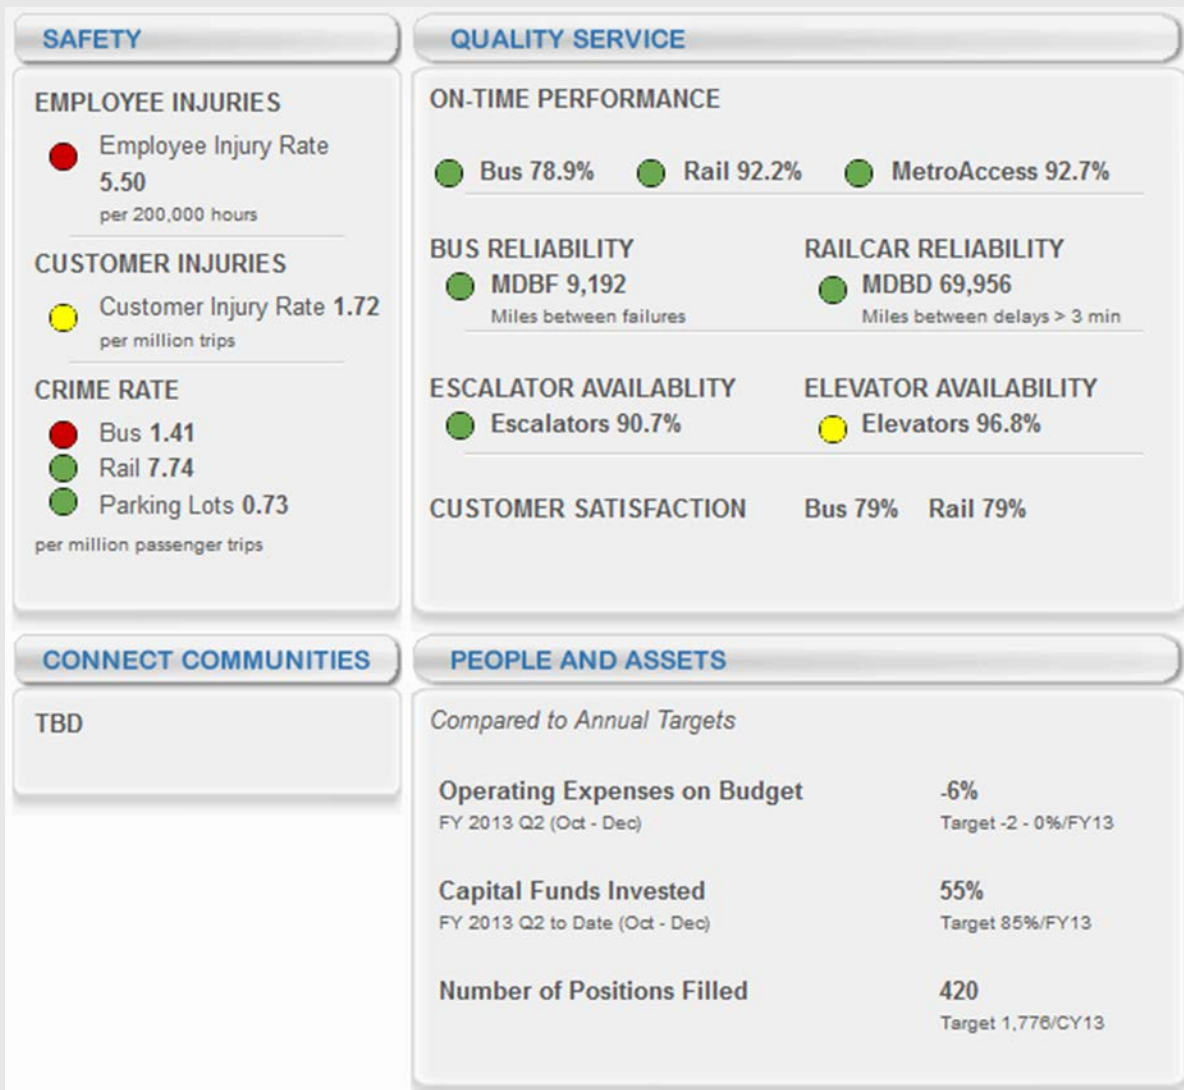 SAFETY
EMPLOYEE INJURIES
Employee Injury Rate
5.50
per 200,000 hours
CUSTOMER INJURIES
Customer Injury Rate 1.72
per million trips
CRIME RATE
Bus 1.41
Rail 7.74
Parking Lots 0.73
per million passenger trips
QUALITY SERVICE
ON-TIME PERFORMANCE
Bus 78.9% Rail 92.2% MetroAccess 92.7%
BUS RELIABILITY
MDBF 9,192
Miles between failures
RAILCAR RELIABILITY
MDBD 69,956
Miles between delays > 3 min
ESCALATOR AVAILABLITY
Escalators 90.7%
ELEVATOR AVAILABILITY
Elevators 96.8%
CUSTOMER SATISFACTION Bus 79% Rail 79%
CONNECT COMMUNITIES
TBD
PEOPLE AND ASSETS
Compared to Annual Targets
Operating Expenses on Budget -6%
FY 2013 Q2 (Oct - Dec) Target -2 - 0%/FY13
Capital Funds Invested 55%
FY 2013 Q2 to Date (Oct - Dec) Target 85%/FY13
Number of Positions Filled 420
Target 1,776/CY13